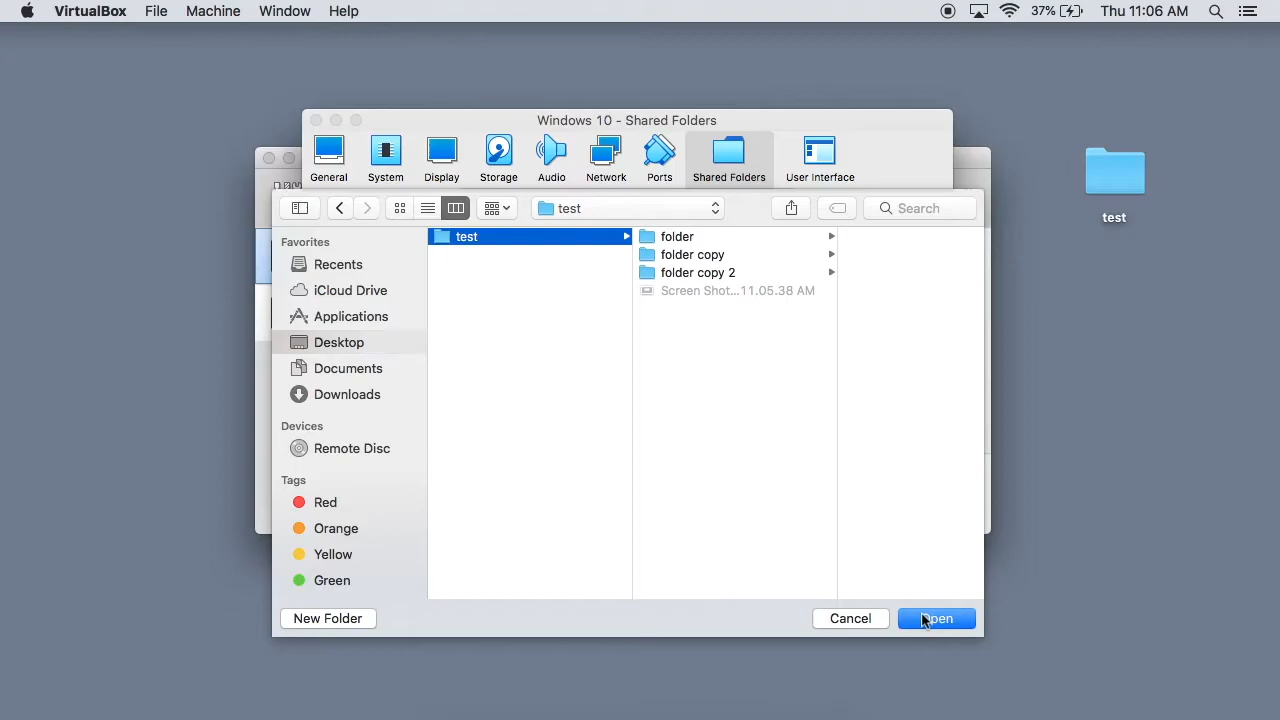 VirtualBox File Machine Window Help 37% Thu 11:06 AM
Windows 10 - Shared Folders
General System Display Storage Audio Network Ports Shared Folders User Interface
test Search
Favorites
Recents
iCloud Drive
Applications
Desktop
Documents
Downloads
Devices
Remote Disc
Tags
Red
Orange
Yellow
Green
test
folder
folder copy
folder copy 2
Screen Shot...11.05.38 AM
New Folder Cancel Open
test